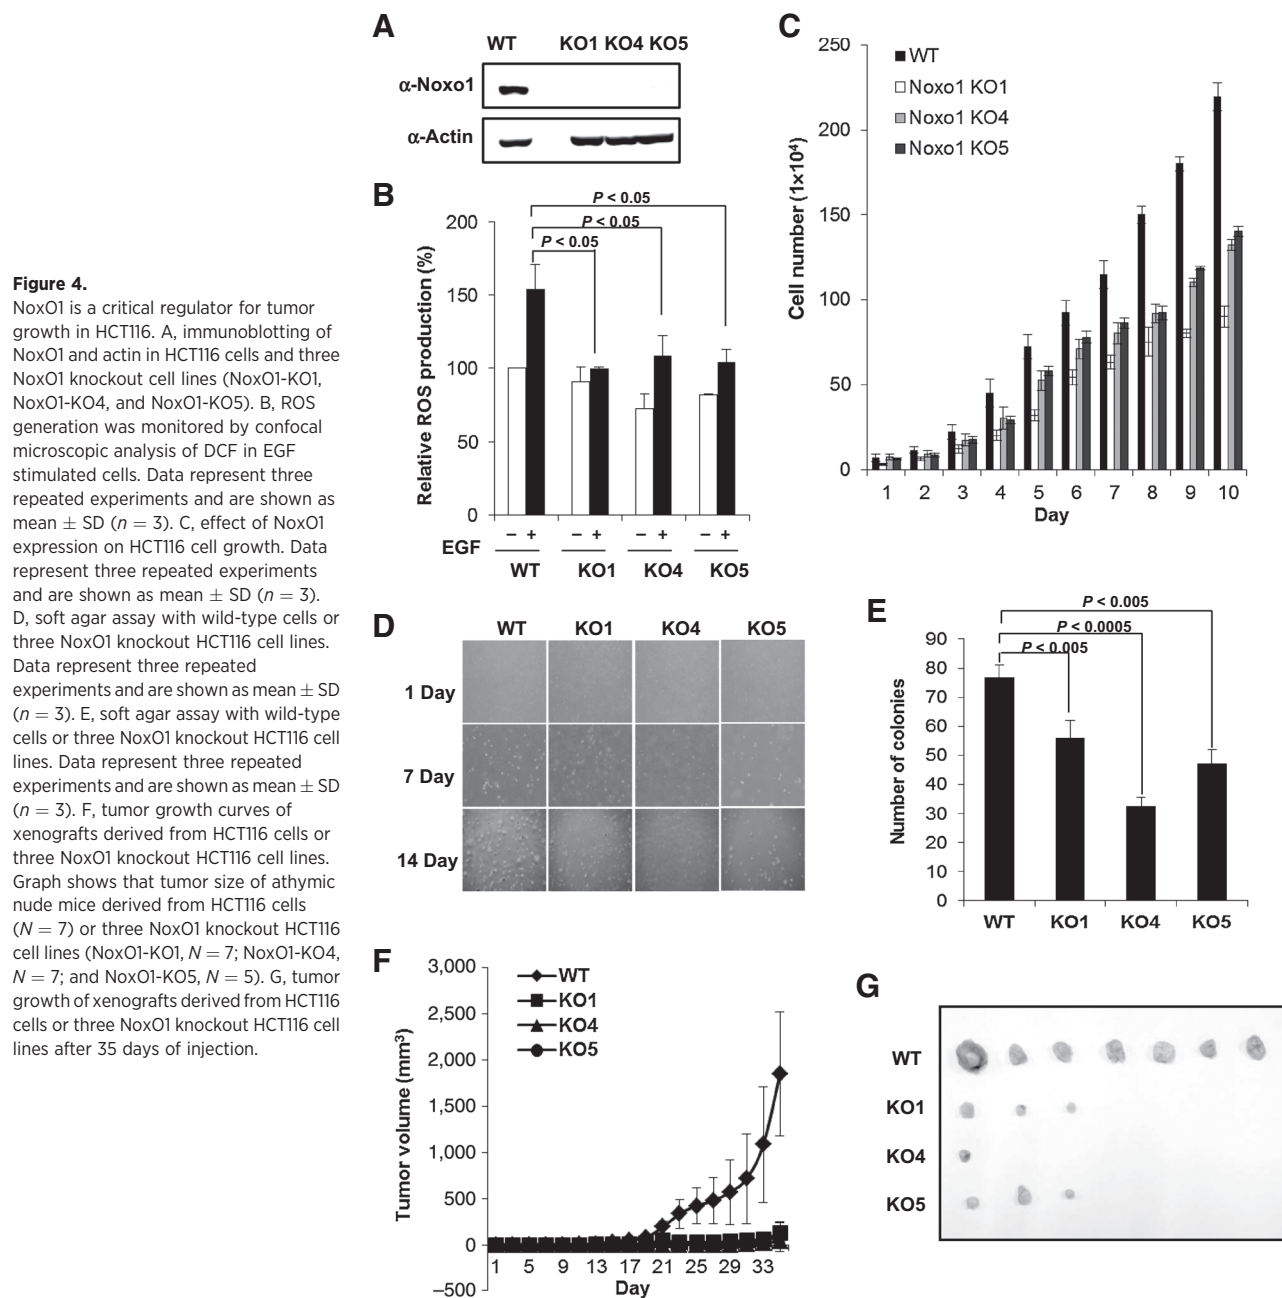 Figure 4.
NoxO1 is a critical regulator for tumor
growth in HCT116. A, immunoblotting of
NoxO1 and actin in HCT116 cells and three
NoxO1 knockout cell lines (NoxO1-KO1,
NoxO1-KO4, and NoxO1-KO5). B, ROS
generation was monitored by confocal
microscopic analysis of DCF in EGF
stimulated cells. Data represent three
repeated experiments and are shown as
mean ± SD (n = 3). C, effect of NoxO1
expression on HCT116 cell growth. Data
represent three repeated experiments
and are shown as mean ± SD (n = 3).
D, soft agar assay with wild-type cells or
three NoxO1 knockout HCT116 cell lines.
Data represent three repeated
experiments and are shown as mean ± SD
(n = 3). E, soft agar assay with wild-type
cells or three NoxO1 knockout HCT116 cell
lines. Data represent three repeated
experiments and are shown as mean ± SD
(n = 3). F, tumor growth curves of
xenografts derived from HCT116 cells or
three NoxO1 knockout HCT116 cell lines.
Graph shows that tumor size of athymic
nude mice derived from HCT116 cells
(N = 7) or three NoxO1 knockout HCT116
cell lines (NoxO1-KO1, N = 7; NoxO1-KO4,
N = 7; and NoxO1-KO5, N = 5). G, tumor
growth of xenografts derived from HCT116
cells or three NoxO1 knockout HCT116 cell
lines after 35 days of injection.
A
WT KO1 KO4 KO5
α-Noxo1
α-Actin
B
P < 0.05
P < 0.05
P < 0.05
Relative ROS production (%)
200
150
100
50
0
EGF − + − + − + − +
WT KO1 KO4 KO5
C
WT
Noxo1 KO1
Noxo1 KO4
Noxo1 KO5
Cell number (1×10⁴)
250
200
150
100
50
0
1 2 3 4 5 6 7 8 9 10
Day
D
WT KO1 KO4 KO5
1 Day
7 Day
14 Day
E
P < 0.005
P < 0.0005
P < 0.005
Number of colonies
90
80
70
60
50
40
30
20
10
0
WT KO1 KO4 KO5
F
WT
KO1
KO4
KO5
Tumor volume (mm³)
3,000
2,500
2,000
1,500
1,000
500
0
−500
1 5 9 13 17 21 25 29 33
Day
G
WT
KO1
KO4
KO5